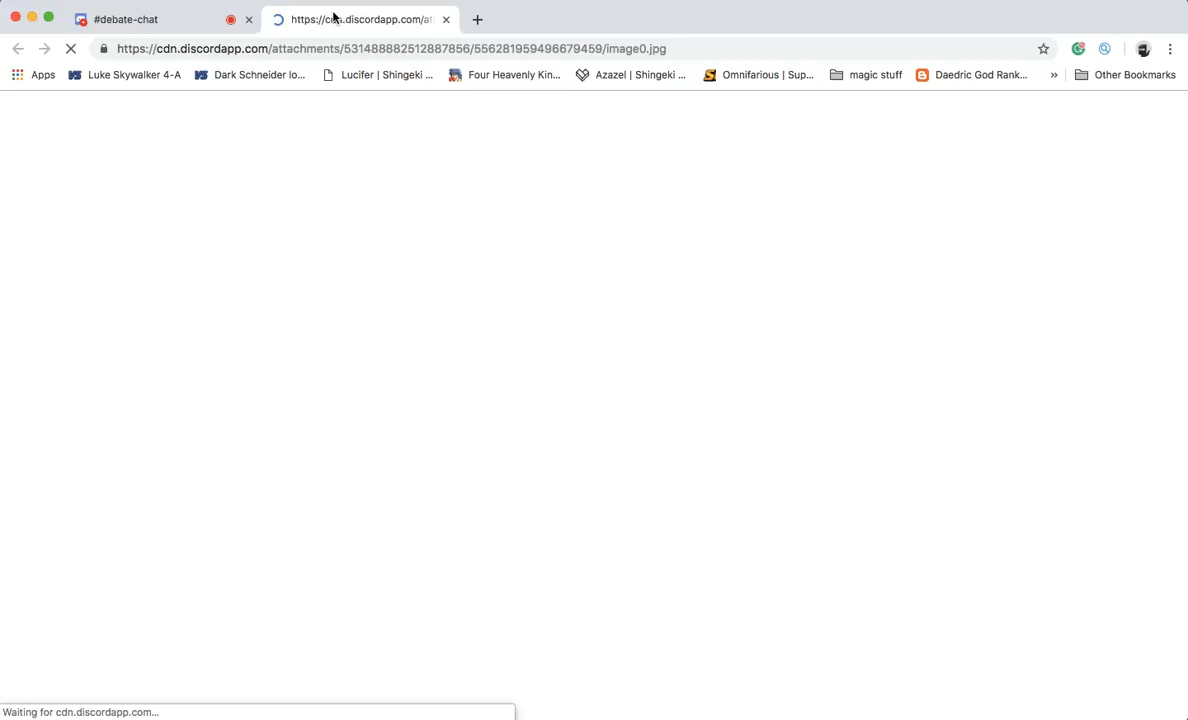 #debate-chat
https://cdn.discordapp.com/at
https://cdn.discordapp.com/attachments/531488882512887856/556281959496679459/image0.jpg
Apps Luke Skywalker 4-A Dark Schneider lo... Lucifer | Shingeki ... Four Heavenly Kin... Azazel | Shingeki ... Omnifarious | Sup... magic stuff Daedric God Rank... » Other Bookmarks
Waiting for cdn.discordapp.com...